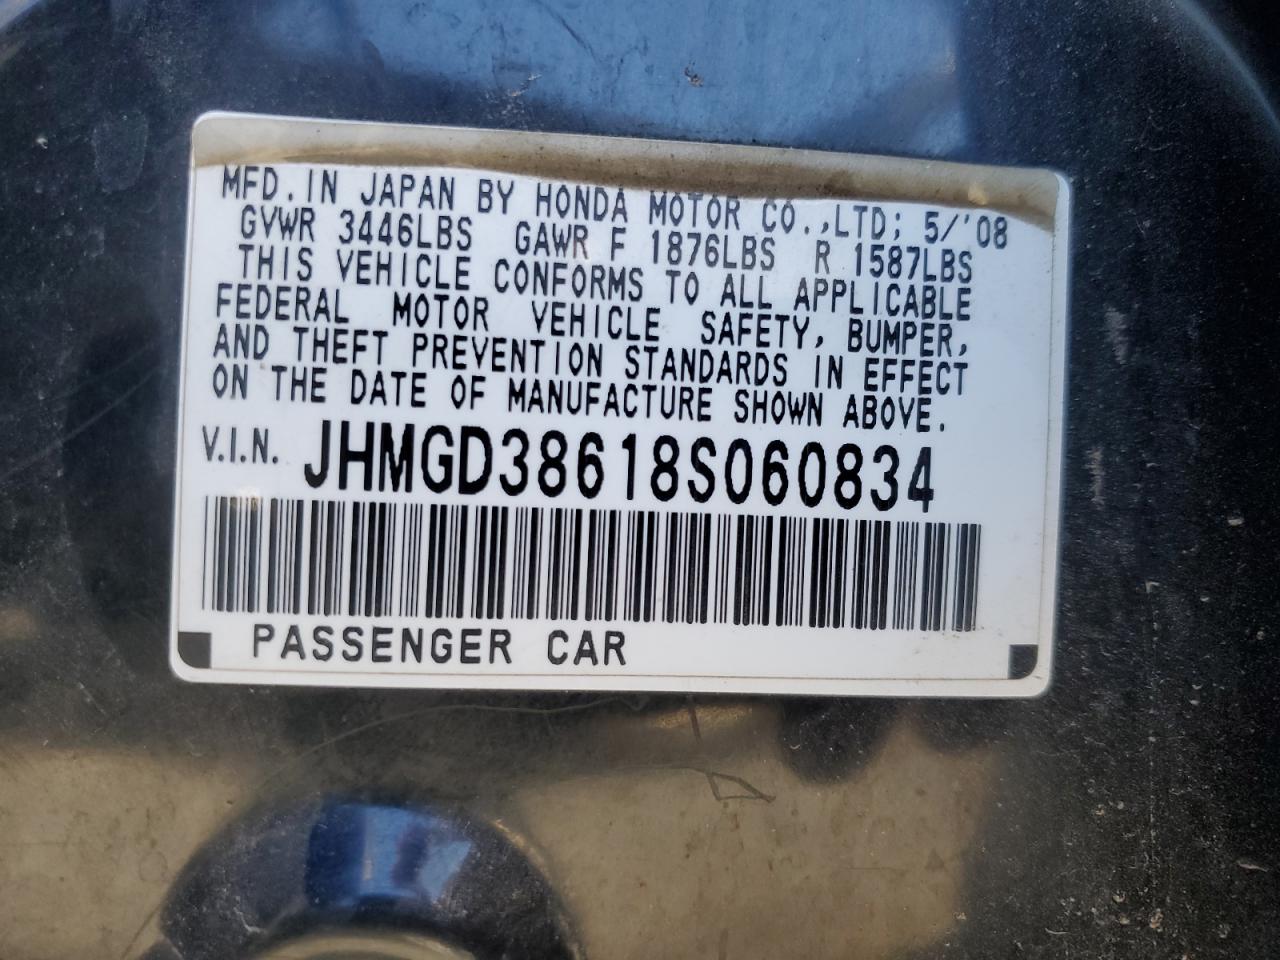 MFD. IN JAPAN BY HONDA MOTOR CO.,LTD; 5/'08
GVWR 3446LBS GAWR F 1876LBS R 1587LBS
THIS VEHICLE CONFORMS TO ALL APPLICABLE
FEDERAL MOTOR VEHICLE SAFETY, BUMPER,
AND THEFT PREVENTION STANDARDS IN EFFECT
ON THE DATE OF MANUFACTURE SHOWN ABOVE.
V.I.N. JHMGD38618S060834
PASSENGER CAR